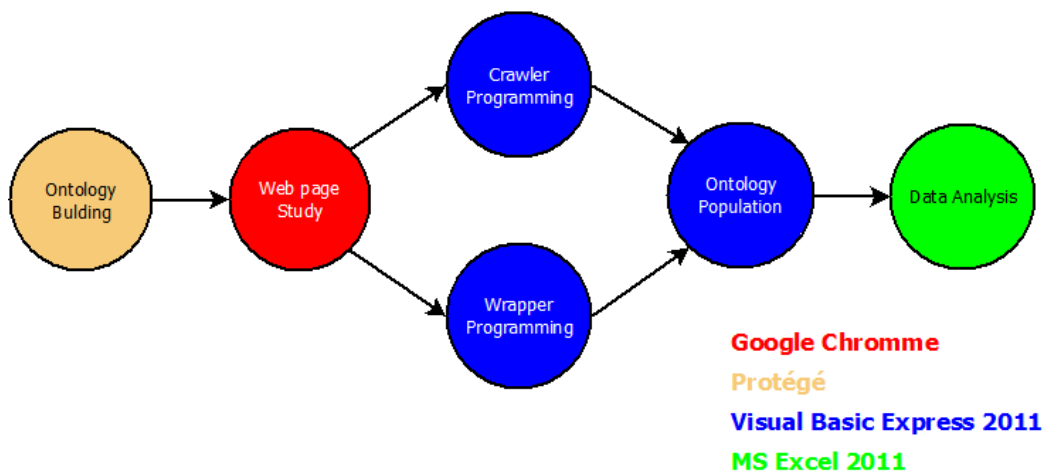 Ontology
Bulding
Web page
Study
Crawler
Programming
Wrapper
Programming
Ontology
Population
Data Analysis
Google Chromme
Protégé
Visual Basic Express 2011
MS Excel 2011